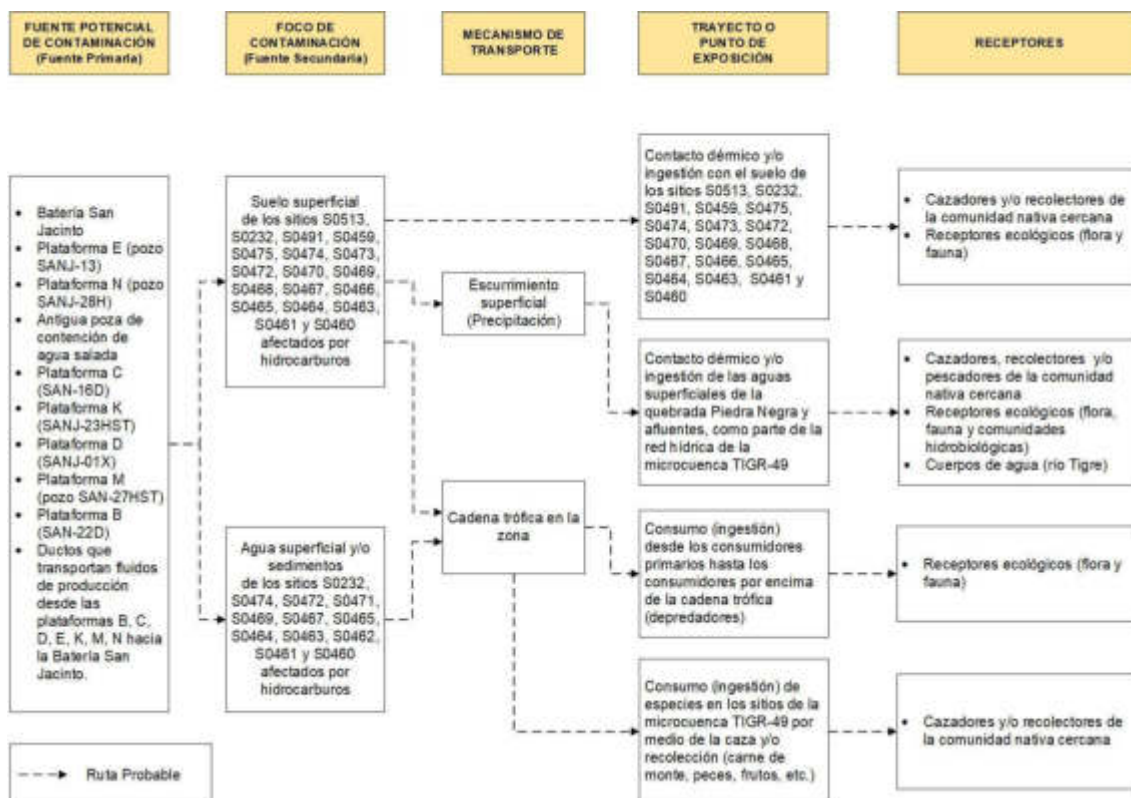 FUENTE POTENCIAL
DE CONTAMINACIÓN
(Fuente Primaria)
FOCO DE
CONTAMINACIÓN
(Fuente Secundaria)
MECANISMO DE
TRANSPORTE
TRAYECTO O
PUNTO DE
EXPOSICIÓN
RECEPTORES
• Batería San
Jacinto
• Plataforma E (pozo
SANJ-13)
• Plataforma N (pozo
SANJ-28H)
• Antigua poza de
contención de
agua salada
• Plataforma C
(SAN-16D)
• Plataforma K
(SANJ-23HST)
• Plataforma D
(SANJ-01X)
• Plataforma M
(pozo SAN-27HST)
• Plataforma B
(SAN-22D)
• Ductos que
transportan fluidos
de producción
desde las
plataformas B, C,
D, E, K, M, N hacia
la Batería San
Jacinto.
Suelo superficial
de los sitios S0513,
S0232, S0491, S0459,
S0475, S0474, S0473,
S0472, S0470, S0469,
S0468, S0467, S0466,
S0465, S0464, S0463,
S0461 y S0460
afectados por
hidrocarburos
Agua superficial y/o
sedimentos
de los sitios S0232,
S0474, S0472, S0471,
S0469, S0467, S0465,
S0464, S0463, S0462,
S0461 y S0460
afectados por
hidrocarburos
Escurrimiento
superficial
(Precipitación)
Cadena trófica en la
zona
Contacto dérmico y/o
ingestión con el suelo de
los sitios S0513, S0232,
S0491, S0459, S0475,
S0474, S0473, S0472,
S0470, S0469, S0468,
S0467, S0466, S0465,
S0464, S0463, S0461 y
S0460
Contacto dérmico y/o
ingestión de las aguas
superficiales de la
quebrada Piedra Negra y
afluentes, como parte de la
red hídrica de la
microcuenca TIGR-49
Consumo (ingestión)
desde los consumidores
primarios hasta los
consumidores por encima
de la cadena trófica
(depredadores)
Consumo (ingestión) de
especies en los sitios de la
microcuenca TIGR-49 por
medio de la caza y/o
recolección (carne de
monte, peces, frutos, etc.)
• Cazadores y/o recolectores de
la comunidad nativa cercana
• Receptores ecológicos (flora y
fauna)
• Cazadores, recolectores y/o
pescadores de la comunidad
nativa cercana
• Receptores ecológicos (flora,
fauna y comunidades
hidrobiológicas)
• Cuerpos de agua (río Tigre)
• Receptores ecológicos (flora y
fauna)
• Cazadores y/o recolectores de
la comunidad nativa cercana
Ruta Probable